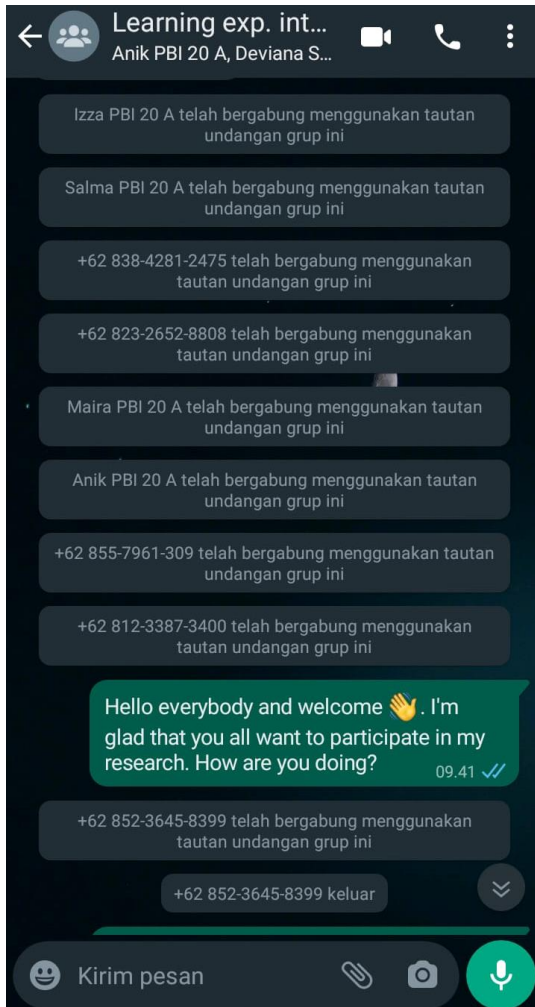 Learning exp. int...
Anik PBI 20 A, Deviana S...
Izza PBI 20 A telah bergabung menggunakan tautan
undangan grup ini
Salma PBI 20 A telah bergabung menggunakan tautan
undangan grup ini
+62 838-4281-2475 telah bergabung menggunakan
tautan undangan grup ini
+62 823-2652-8808 telah bergabung menggunakan
tautan undangan grup ini
Maira PBI 20 A telah bergabung menggunakan tautan
undangan grup ini
Anik PBI 20 A telah bergabung menggunakan tautan
undangan grup ini
+62 855-7961-309 telah bergabung menggunakan tautan
undangan grup ini
+62 812-3387-3400 telah bergabung menggunakan
tautan undangan grup ini
Hello everybody and welcome 👋. I'm
glad that you all want to participate in my
research. How are you doing?
09.41
+62 852-3645-8399 telah bergabung menggunakan
tautan undangan grup ini
+62 852-3645-8399 keluar
Kirim pesan